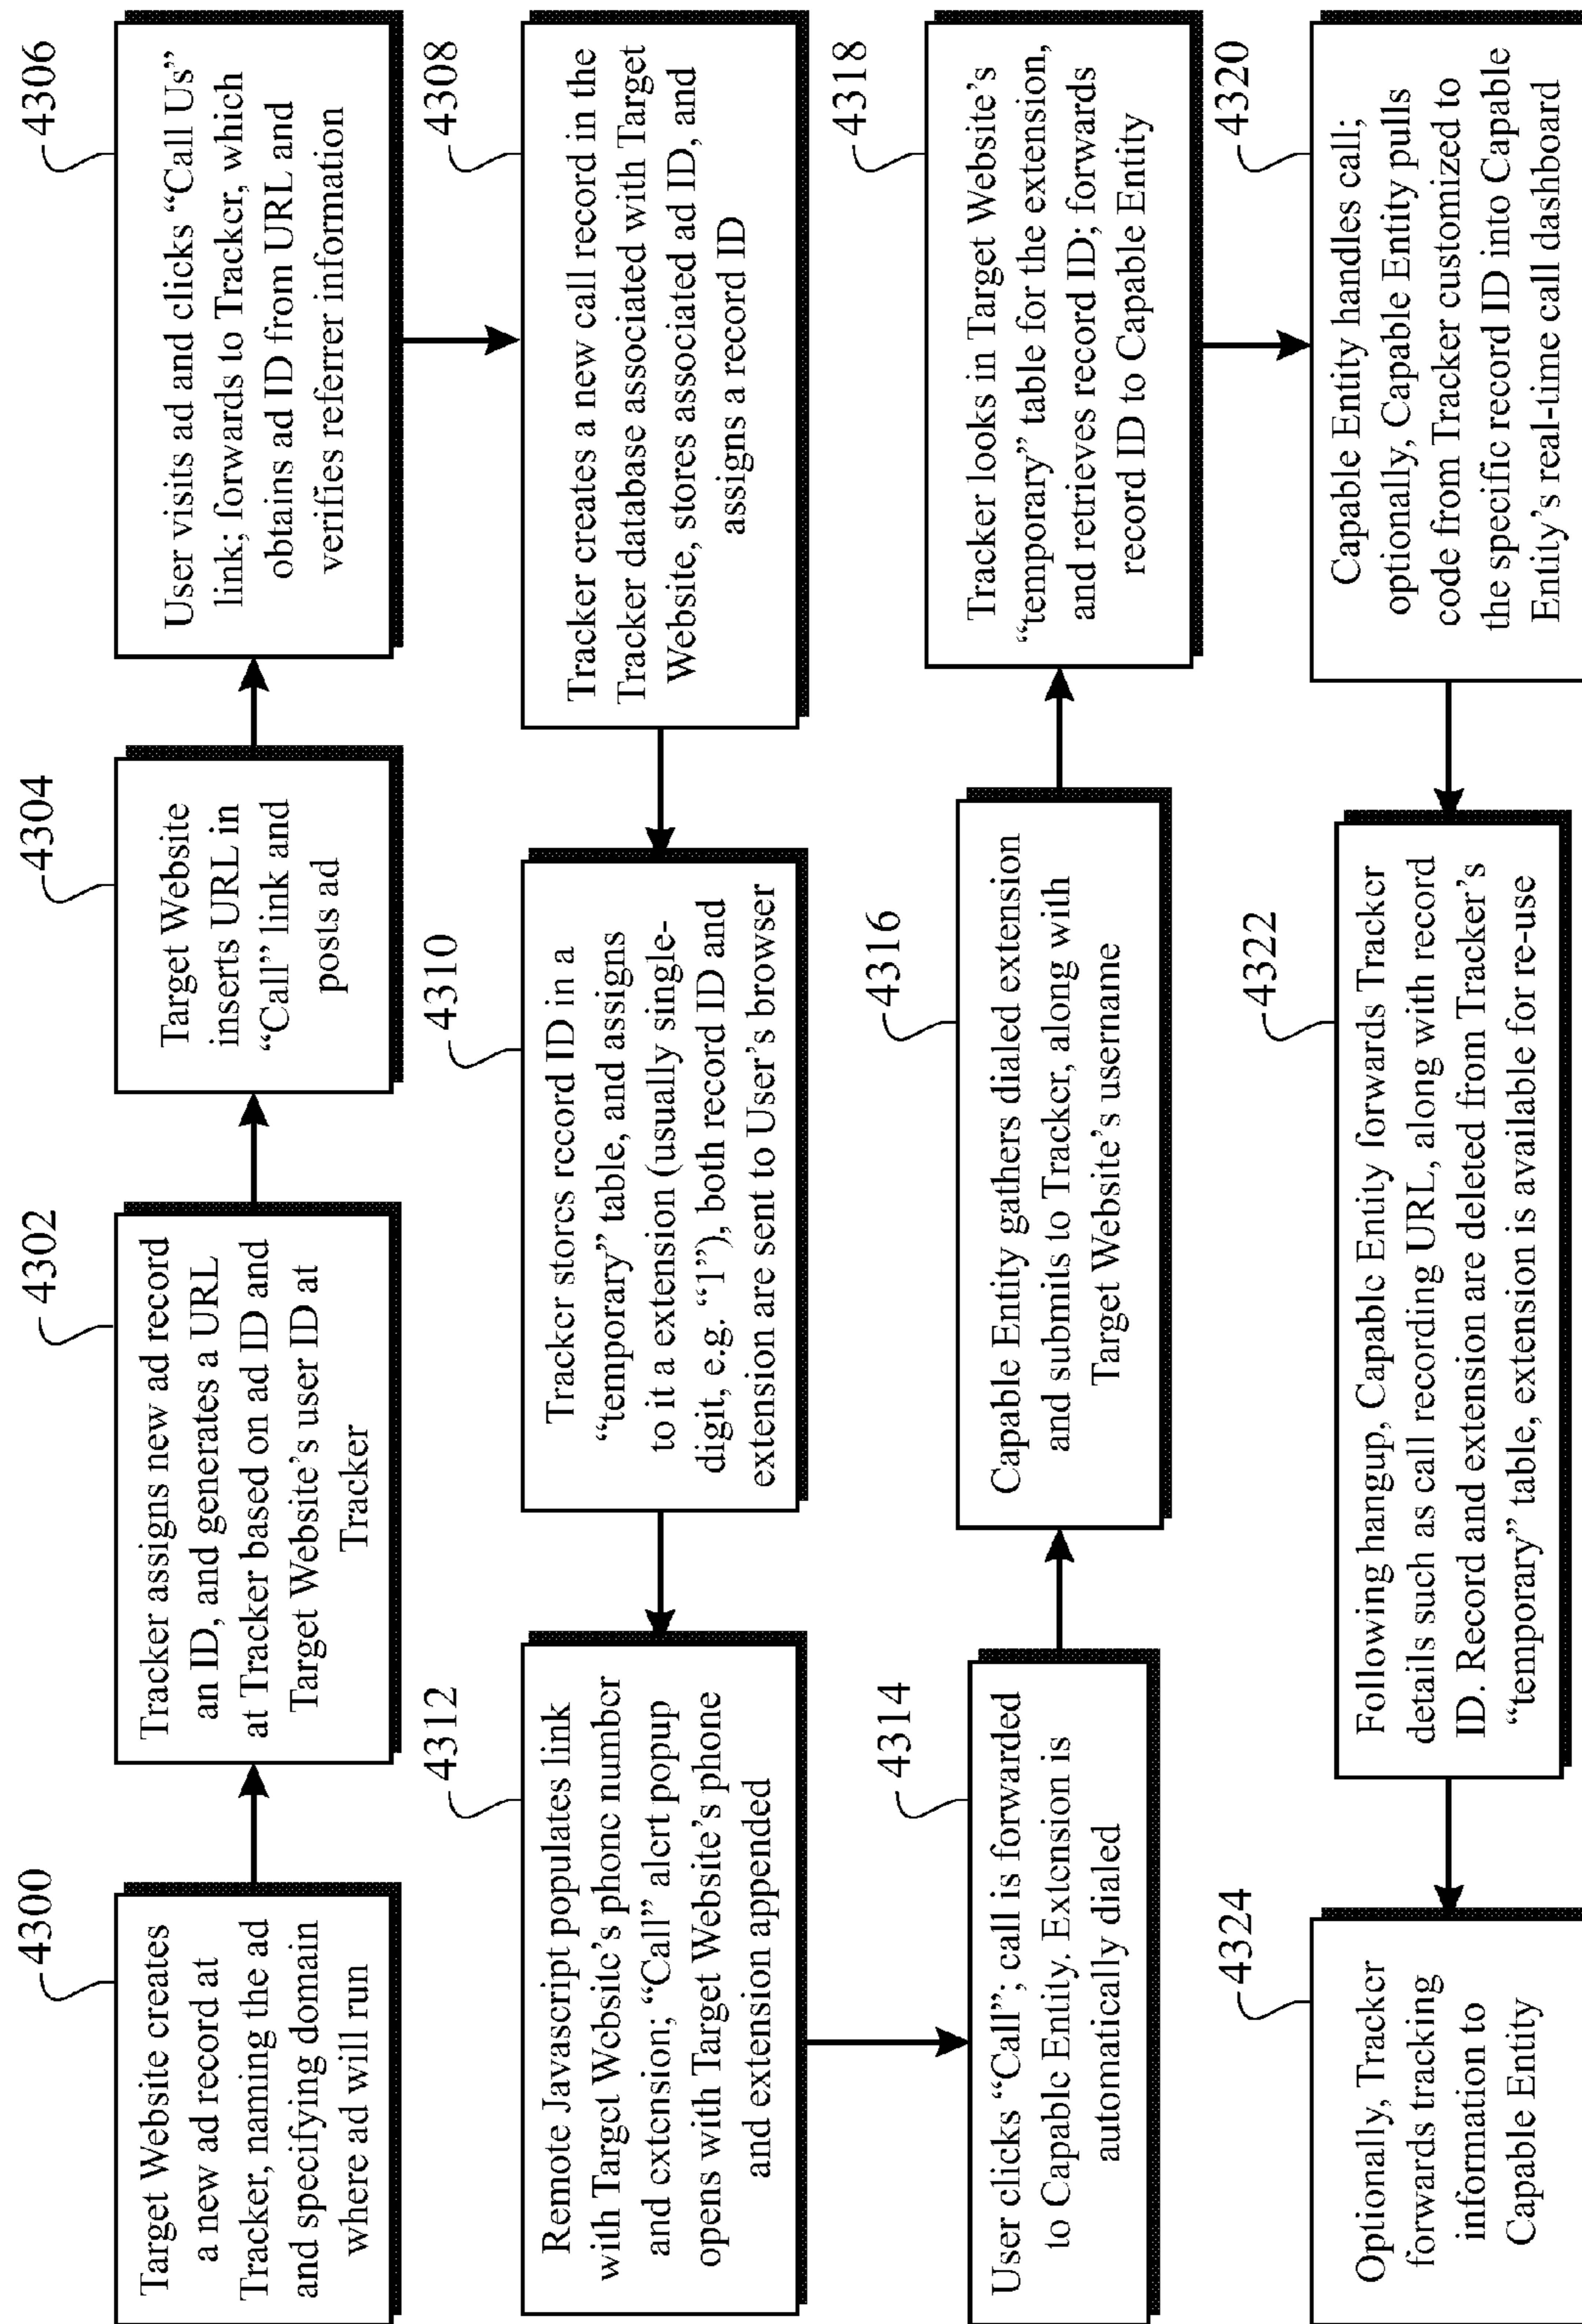 4300
Target Website creates
a new ad record at
Tracker, naming the ad
and specifying domain
where ad will run
4302
Tracker assigns new ad record
an ID, and generates a URL
at Tracker based on ad ID and
Target Website's user ID at
Tracker
4304
Target Website
inserts URL in
“Call” link and
posts ad
4306
User visits ad and clicks “Call Us”
link; forwards to Tracker, which
obtains ad ID from URL and
verifies referrer information
4308
Tracker creates a new call record in the
Tracker database associated with Target
Website, stores associated ad ID, and
assigns a record ID
4310
Tracker stores record ID in a
“temporary” table, and assigns
to it a extension (usually single-
digit, e.g. “1”), both record ID and
extension are sent to User's browser
4312
Remote Javascript populates link
with Target Website's phone number
and extension; “Call” alert popup
opens with Target Website's phone
and extension appended
4314
User clicks “Call”; call is forwarded
to Capable Entity. Extension is
automatically dialed
4316
Capable Entity gathers dialed extension
and submits to Tracker, along with
Target Website's username
4318
Tracker looks in Target Website's
“temporary” table for the extension,
and retrieves record ID; forwards
record ID to Capable Entity
4320
Capable Entity handles call;
optionally, Capable Entity pulls
code from Tracker customized to
the specific record ID into Capable
Entity's real-time call dashboard
4322
Following hangup, Capable Entity forwards Tracker
details such as call recording URL, along with record
ID. Record and extension are deleted from Tracker's
“temporary” table, extension is available for re-use
4324
Optionally, Tracker
forwards tracking
information to
Capable Entity